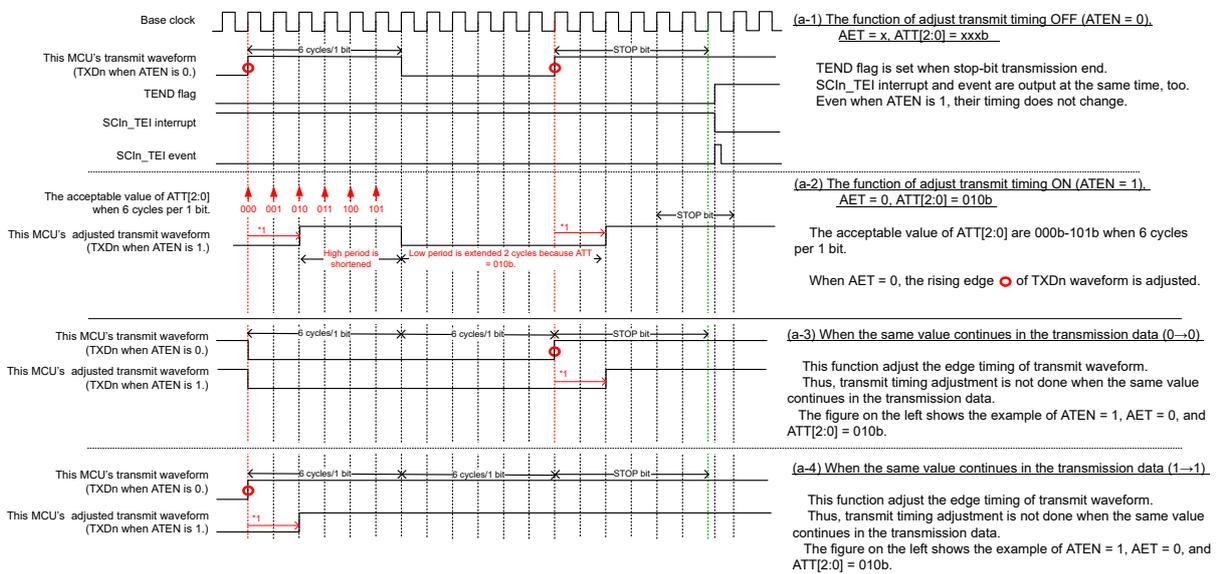 Base clock
6 cycles/1 bit
STOP bit
This MCU's transmit waveform
(TXDn when ATEN is 0.)
TEND flag
SCIn_TEI interrupt
SCIn_TEI event
(a-1) The function of adjust transmit timing OFF (ATEN = 0),
AET = x, ATT[2:0] = xxxb
TEND flag is set when stop-bit transmission end.
SCIn_TEI interrupt and event are output at the same time, too.
Even when ATEN is 1, their timing does not change.
The acceptable value of ATT[2:0]
when 6 cycles per 1 bit.
000 001 010 011 100 101
STOP bit
This MCU's adjusted transmit waveform
(TXDn when ATEN is 1.)
*1
*1
High period is
shortened
Low period is extended 2 cycles because ATT
= 010b.
(a-2) The function of adjust transmit timing ON (ATEN = 1),
AET = 0, ATT[2:0] = 010b
The acceptable value of ATT[2:0] are 000b-101b when 6 cycles
per 1 bit.
When AET = 0, the rising edge of TXDn waveform is adjusted.
This MCU's transmit waveform
(TXDn when ATEN is 0.)
6 cycles/1 bit
6 cycles/1 bit
STOP bit
This MCU's adjusted transmit waveform
(TXDn when ATEN is 1.)
*1
(a-3) When the same value continues in the transmission data (0→0)
This function adjust the edge timing of transmit waveform.
Thus, transmit timing adjustment is not done when the same value
continues in the transmission data.
The figure on the left shows the example of ATEN = 1, AET = 0, and
ATT[2:0] = 010b.
This MCU's transmit waveform
(TXDn when ATEN is 0.)
6 cycles/1 bit
6 cycles/1 bit
STOP bit
This MCU's adjusted transmit waveform
(TXDn when ATEN is 1.)
*1
(a-4) When the same value continues in the transmission data (1→1)
This function adjust the edge timing of transmit waveform.
Thus, transmit timing adjustment is not done when the same value
continues in the transmission data.
The figure on the left shows the example of ATEN = 1, AET = 0, and
ATT[2:0] = 010b.